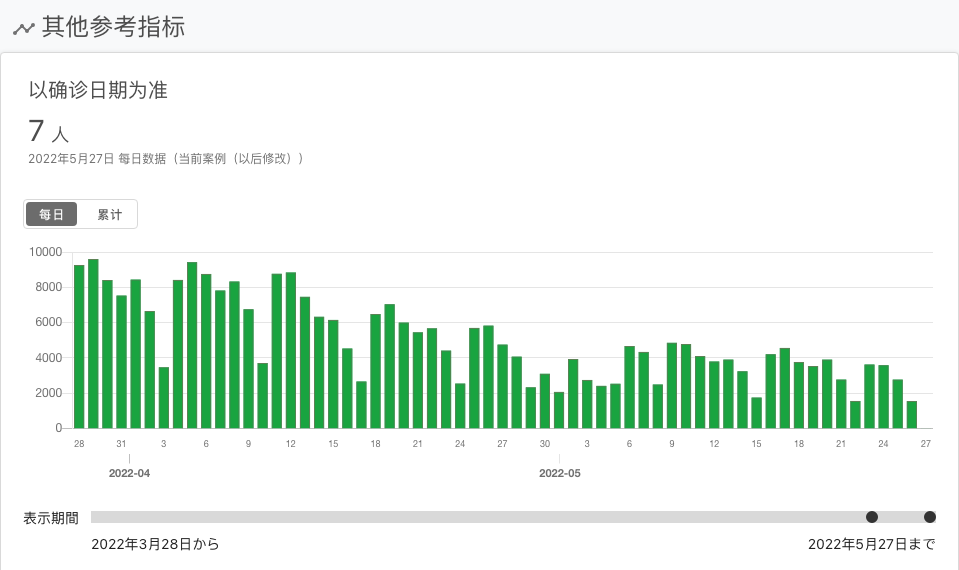 其他参考指标
以确诊日期为准
7 人
2022年5月27日 每日数据（当前案例（以后修改））
每日 累计
10000
8000
6000
4000
2000
0
28 31 3 6 9 12 15 18 21 24 27 30 3 6 9 12 15 18 21 24 27
2022-04 2022-05
表示期間
2022年3月28日から 2022年5月27日まで